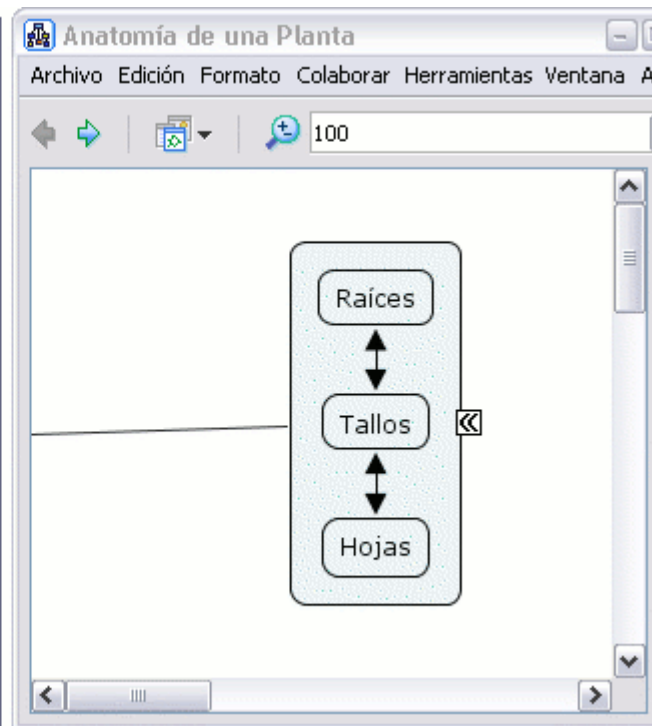 Anatomía de una Planta
Archivo Edición Formato Colaborar Herramientas Ventana A
100
Raíces
Tallos
Hojas